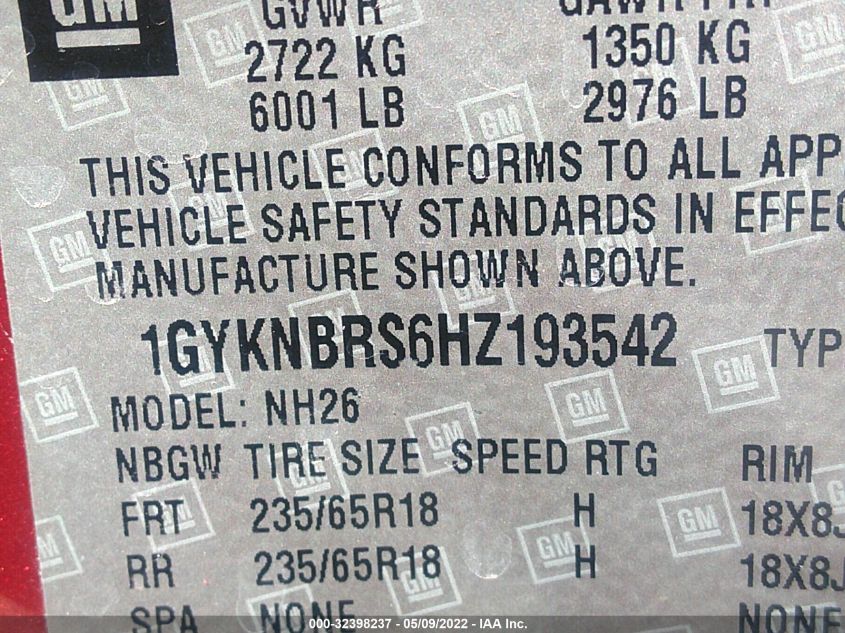 GM
GVWR GAWR FRT
2722 KG 1350 KG
6001 LB 2976 LB
THIS VEHICLE CONFORMS TO ALL APP
VEHICLE SAFETY STANDARDS IN EFFEC
MANUFACTURE SHOWN ABOVE.
1GYKNBRS6HZ193542 TYP
MODEL: NH26
NBGW TIRE SIZE SPEED RTG RIM
FRT 235/65R18 H 18X8J
RR 235/65R18 H 18X8J
SPA NONE NONE
000-32398237 - 05/09/2022 - IAA Inc.